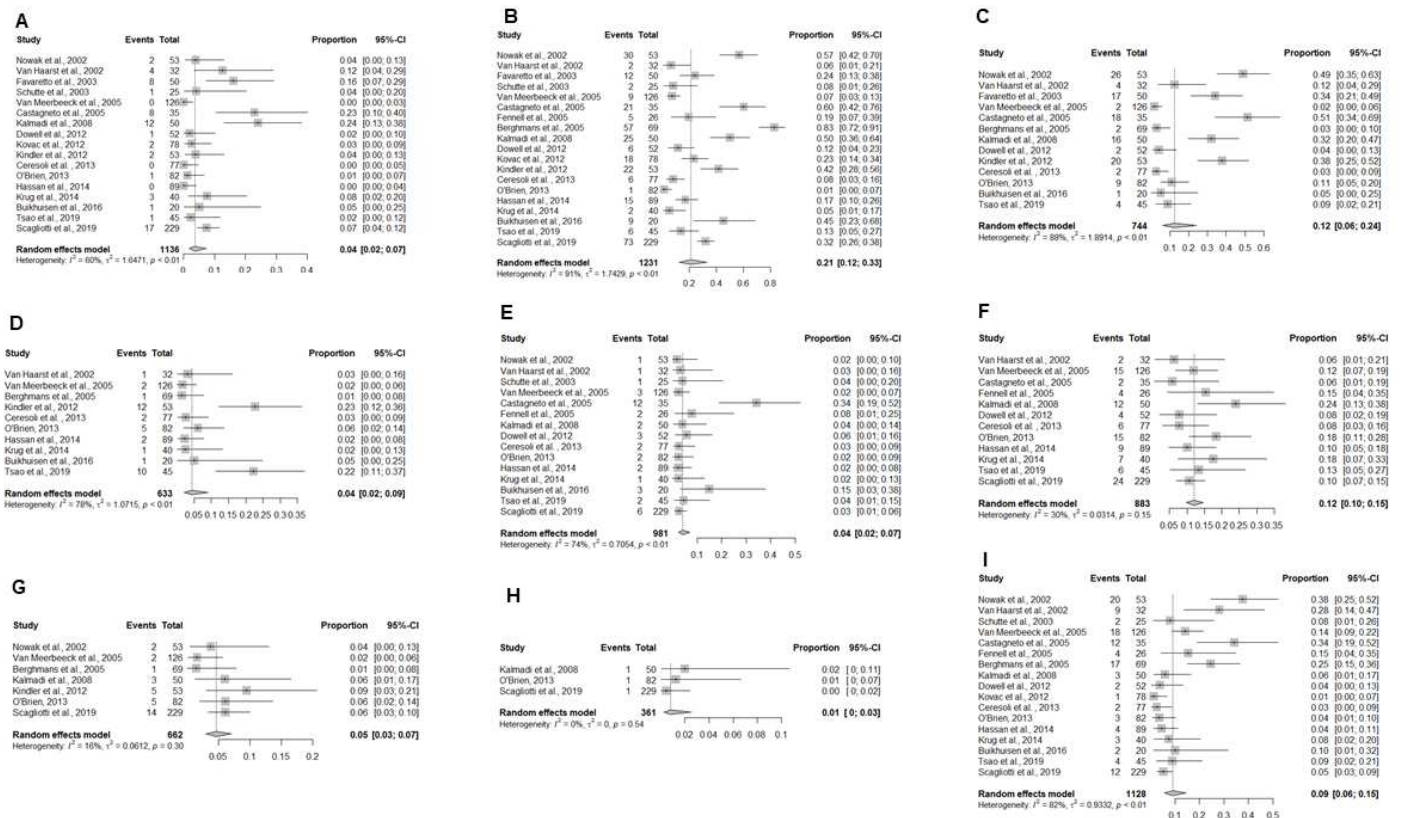 A
Study Events Total Proportion 95%-CI
Nowak et al., 2002 2 53 0.04 [0.00; 0.13]
Van Haarst et al., 2002 4 32 0.12 [0.04; 0.29]
Favaretto et al., 2003 8 50 0.16 [0.07; 0.29]
Schutte et al., 2003 1 25 0.04 [0.00; 0.20]
Van Meerbeeck et al., 2005 0 126 0.00 [0.00; 0.03]
Castagneto et al., 2005 8 35 0.23 [0.10; 0.40]
Kalmadi et al., 2008 12 50 0.24 [0.13; 0.38]
Dowell et al., 2012 1 52 0.02 [0.00; 0.10]
Kovac et al., 2012 2 78 0.03 [0.00; 0.09]
Kindler et al., 2012 2 53 0.04 [0.00; 0.13]
Ceresoli et al. , 2013 0 77 0.00 [0.00; 0.05]
O'Brien, 2013 1 82 0.01 [0.00; 0.07]
Hassan et al., 2014 0 89 0.00 [0.00; 0.04]
Krug et al., 2014 3 40 0.08 [0.02; 0.20]
Buikhuisen et al., 2016 1 20 0.05 [0.00; 0.25]
Tsao et al., 2019 1 45 0.02 [0.00; 0.12]
Scagliotti et al., 2019 17 229 0.07 [0.04; 0.12]
Random effects model 1136 0.04 [0.02; 0.07]
Heterogeneity: I² = 60%, τ² = 1.6471, p < 0.01
0 0.1 0.2 0.3 0.4
B
Study Events Total Proportion 95%-CI
Nowak et al., 2002 30 53 0.57 [0.42; 0.70]
Van Haarst et al., 2002 2 32 0.06 [0.01; 0.21]
Favaretto et al., 2003 12 50 0.24 [0.13; 0.38]
Schutte et al., 2003 2 25 0.08 [0.01; 0.26]
Van Meerbeeck et al., 2005 9 126 0.07 [0.03; 0.13]
Castagneto et al., 2005 21 35 0.60 [0.42; 0.76]
Fennell et al., 2005 5 26 0.19 [0.07; 0.39]
Berghmans et al., 2005 57 69 0.83 [0.72; 0.91]
Kalmadi et al., 2008 25 50 0.50 [0.36; 0.64]
Dowell et al., 2012 6 52 0.12 [0.04; 0.23]
Kovac et al., 2012 18 78 0.23 [0.14; 0.34]
Kindler et al., 2012 22 53 0.42 [0.28; 0.56]
Ceresoli et al., 2013 6 77 0.08 [0.03; 0.16]
O'Brien, 2013 1 82 0.01 [0.00; 0.07]
Hassan et al., 2014 15 89 0.17 [0.10; 0.26]
Krug et al., 2014 2 40 0.05 [0.01; 0.17]
Buikhuisen et al., 2016 9 20 0.45 [0.23; 0.68]
Tsao et al., 2019 6 45 0.13 [0.05; 0.27]
Scagliotti et al., 2019 73 229 0.32 [0.26; 0.38]
Random effects model 1231 0.21 [0.12; 0.33]
Heterogeneity: I² = 91%, τ² = 1.7429, p < 0.01
0.2 0.4 0.6 0.8
C
Study Events Total Proportion 95%-CI
Nowak et al., 2002 26 53 0.49 [0.35; 0.63]
Van Haarst et al., 2002 4 32 0.12 [0.04; 0.29]
Favaretto et al., 2003 17 50 0.34 [0.21; 0.49]
Van Meerbeeck et al., 2005 2 126 0.02 [0.00; 0.06]
Castagneto et al., 2005 18 35 0.51 [0.34; 0.69]
Berghmans et al., 2005 2 69 0.03 [0.00; 0.10]
Kalmadi et al., 2008 16 50 0.32 [0.20; 0.47]
Dowell et al., 2012 2 52 0.04 [0.00; 0.13]
Kindler et al., 2012 20 53 0.38 [0.25; 0.52]
Ceresoli et al., 2013 2 77 0.03 [0.00; 0.09]
O'Brien, 2013 9 82 0.11 [0.05; 0.20]
Buikhuisen et al., 2016 1 20 0.05 [0.00; 0.25]
Tsao et al., 2019 4 45 0.09 [0.02; 0.21]
Random effects model 744 0.12 [0.06; 0.24]
Heterogeneity: I² = 88%, τ² = 1.8914, p < 0.01
0.1 0.2 0.3 0.4 0.5 0.6
D
Study Events Total Proportion 95%-CI
Van Haarst et al., 2002 1 32 0.03 [0.00; 0.16]
Van Meerbeeck et al., 2005 2 126 0.02 [0.00; 0.06]
Berghmans et al., 2005 1 69 0.01 [0.00; 0.08]
Kindler et al., 2012 12 53 0.23 [0.12; 0.36]
Ceresoli et al., 2013 2 77 0.03 [0.00; 0.09]
O'Brien, 2013 5 82 0.06 [0.02; 0.14]
Hassan et al., 2014 2 89 0.02 [0.00; 0.08]
Krug et al., 2014 1 40 0.02 [0.00; 0.13]
Buikhuisen et al., 2016 1 20 0.05 [0.00; 0.25]
Tsao et al., 2019 10 45 0.22 [0.11; 0.37]
Random effects model 633 0.04 [0.02; 0.09]
Heterogeneity: I² = 78%, τ² = 1.0715, p < 0.01
0.05 0.1 0.15 0.2 0.25 0.3 0.35
E
Study Events Total Proportion 95%-CI
Nowak et al., 2002 1 53 0.02 [0.00; 0.10]
Van Haarst et al., 2002 1 32 0.03 [0.00; 0.16]
Schutte et al., 2003 1 25 0.04 [0.00; 0.20]
Van Meerbeeck et al., 2005 3 126 0.02 [0.00; 0.07]
Castagneto et al., 2005 12 35 0.34 [0.19; 0.52]
Fennell et al., 2005 2 26 0.08 [0.01; 0.25]
Kalmadi et al., 2008 2 50 0.04 [0.00; 0.14]
Dowell et al., 2012 3 52 0.06 [0.01; 0.16]
Ceresoli et al., 2013 2 77 0.03 [0.00; 0.09]
O'Brien, 2013 2 82 0.02 [0.00; 0.09]
Hassan et al., 2014 2 89 0.02 [0.00; 0.08]
Krug et al., 2014 1 40 0.02 [0.00; 0.13]
Buikhuisen et al., 2016 3 20 0.15 [0.03; 0.38]
Tsao et al., 2019 2 45 0.04 [0.01; 0.15]
Scagliotti et al., 2019 6 229 0.03 [0.01; 0.06]
Random effects model 981 0.04 [0.02; 0.07]
Heterogeneity: I² = 74%, τ² = 0.7054, p < 0.01
0.1 0.2 0.3 0.4 0.5
F
Study Events Total Proportion 95%-CI
Van Haarst et al., 2002 2 32 0.06 [0.01; 0.21]
Van Meerbeeck et al., 2005 15 126 0.12 [0.07; 0.19]
Castagneto et al., 2005 2 35 0.06 [0.01; 0.19]
Fennell et al., 2005 4 26 0.15 [0.04; 0.35]
Kalmadi et al., 2008 12 50 0.24 [0.13; 0.38]
Dowell et al., 2012 4 52 0.08 [0.02; 0.19]
Ceresoli et al., 2013 6 77 0.08 [0.03; 0.16]
O'Brien, 2013 15 82 0.18 [0.11; 0.28]
Hassan et al., 2014 9 89 0.10 [0.05; 0.18]
Krug et al., 2014 7 40 0.18 [0.07; 0.33]
Tsao et al., 2019 6 45 0.13 [0.05; 0.27]
Scagliotti et al., 2019 24 229 0.10 [0.07; 0.15]
Random effects model 883 0.12 [0.10; 0.15]
Heterogeneity: I² = 30%, τ² = 0.0314, p = 0.15
0.05 0.1 0.15 0.2 0.25 0.3 0.35
G
Study Events Total Proportion 95%-CI
Nowak et al., 2002 2 53 0.04 [0.00; 0.13]
Van Meerbeeck et al., 2005 2 126 0.02 [0.00; 0.06]
Berghmans et al., 2005 1 69 0.01 [0.00; 0.08]
Kalmadi et al., 2008 3 50 0.06 [0.01; 0.17]
Kindler et al., 2012 5 53 0.09 [0.03; 0.21]
O'Brien, 2013 5 82 0.06 [0.02; 0.14]
Scagliotti et al., 2019 14 229 0.06 [0.03; 0.10]
Random effects model 662 0.05 [0.03; 0.07]
Heterogeneity: I² = 16%, τ² = 0.0612, p = 0.30
0.05 0.1 0.15 0.2
H
Study Events Total Proportion 95%-CI
Kalmadi et al., 2008 1 50 0.02 [ 0; 0.11]
O'Brien, 2013 1 82 0.01 [ 0; 0.07]
Scagliotti et al., 2019 1 229 0.00 [ 0; 0.02]
Random effects model 361 0.01 [ 0; 0.03]
Heterogeneity: I² = 0%, τ² = 0, p = 0.54
0.02 0.04 0.06 0.08 0.1
I
Study Events Total Proportion 95%-CI
Nowak et al., 2002 20 53 0.38 [0.25; 0.52]
Van Haarst et al., 2002 9 32 0.28 [0.14; 0.47]
Schutte et al., 2003 2 25 0.08 [0.01; 0.26]
Van Meerbeeck et al., 2005 18 126 0.14 [0.09; 0.22]
Castagneto et al., 2005 12 35 0.34 [0.19; 0.52]
Fennell et al., 2005 4 26 0.15 [0.04; 0.35]
Berghmans et al., 2005 17 69 0.25 [0.15; 0.36]
Kalmadi et al., 2008 3 50 0.06 [0.01; 0.17]
Dowell et al., 2012 2 52 0.04 [0.00; 0.13]
Kovac et al., 2012 1 78 0.01 [0.00; 0.07]
Ceresoli et al., 2013 2 77 0.03 [0.00; 0.09]
O'Brien, 2013 3 82 0.04 [0.01; 0.10]
Hassan et al., 2014 4 89 0.04 [0.01; 0.11]
Krug et al., 2014 3 40 0.08 [0.02; 0.20]
Buikhuisen et al., 2016 2 20 0.10 [0.01; 0.32]
Tsao et al., 2019 4 45 0.09 [0.02; 0.21]
Scagliotti et al., 2019 12 229 0.05 [0.03; 0.09]
Random effects model 1128 0.09 [0.06; 0.15]
Heterogeneity: I² = 82%, τ² = 0.9332, p < 0.01
0.1 0.2 0.3 0.4 0.5